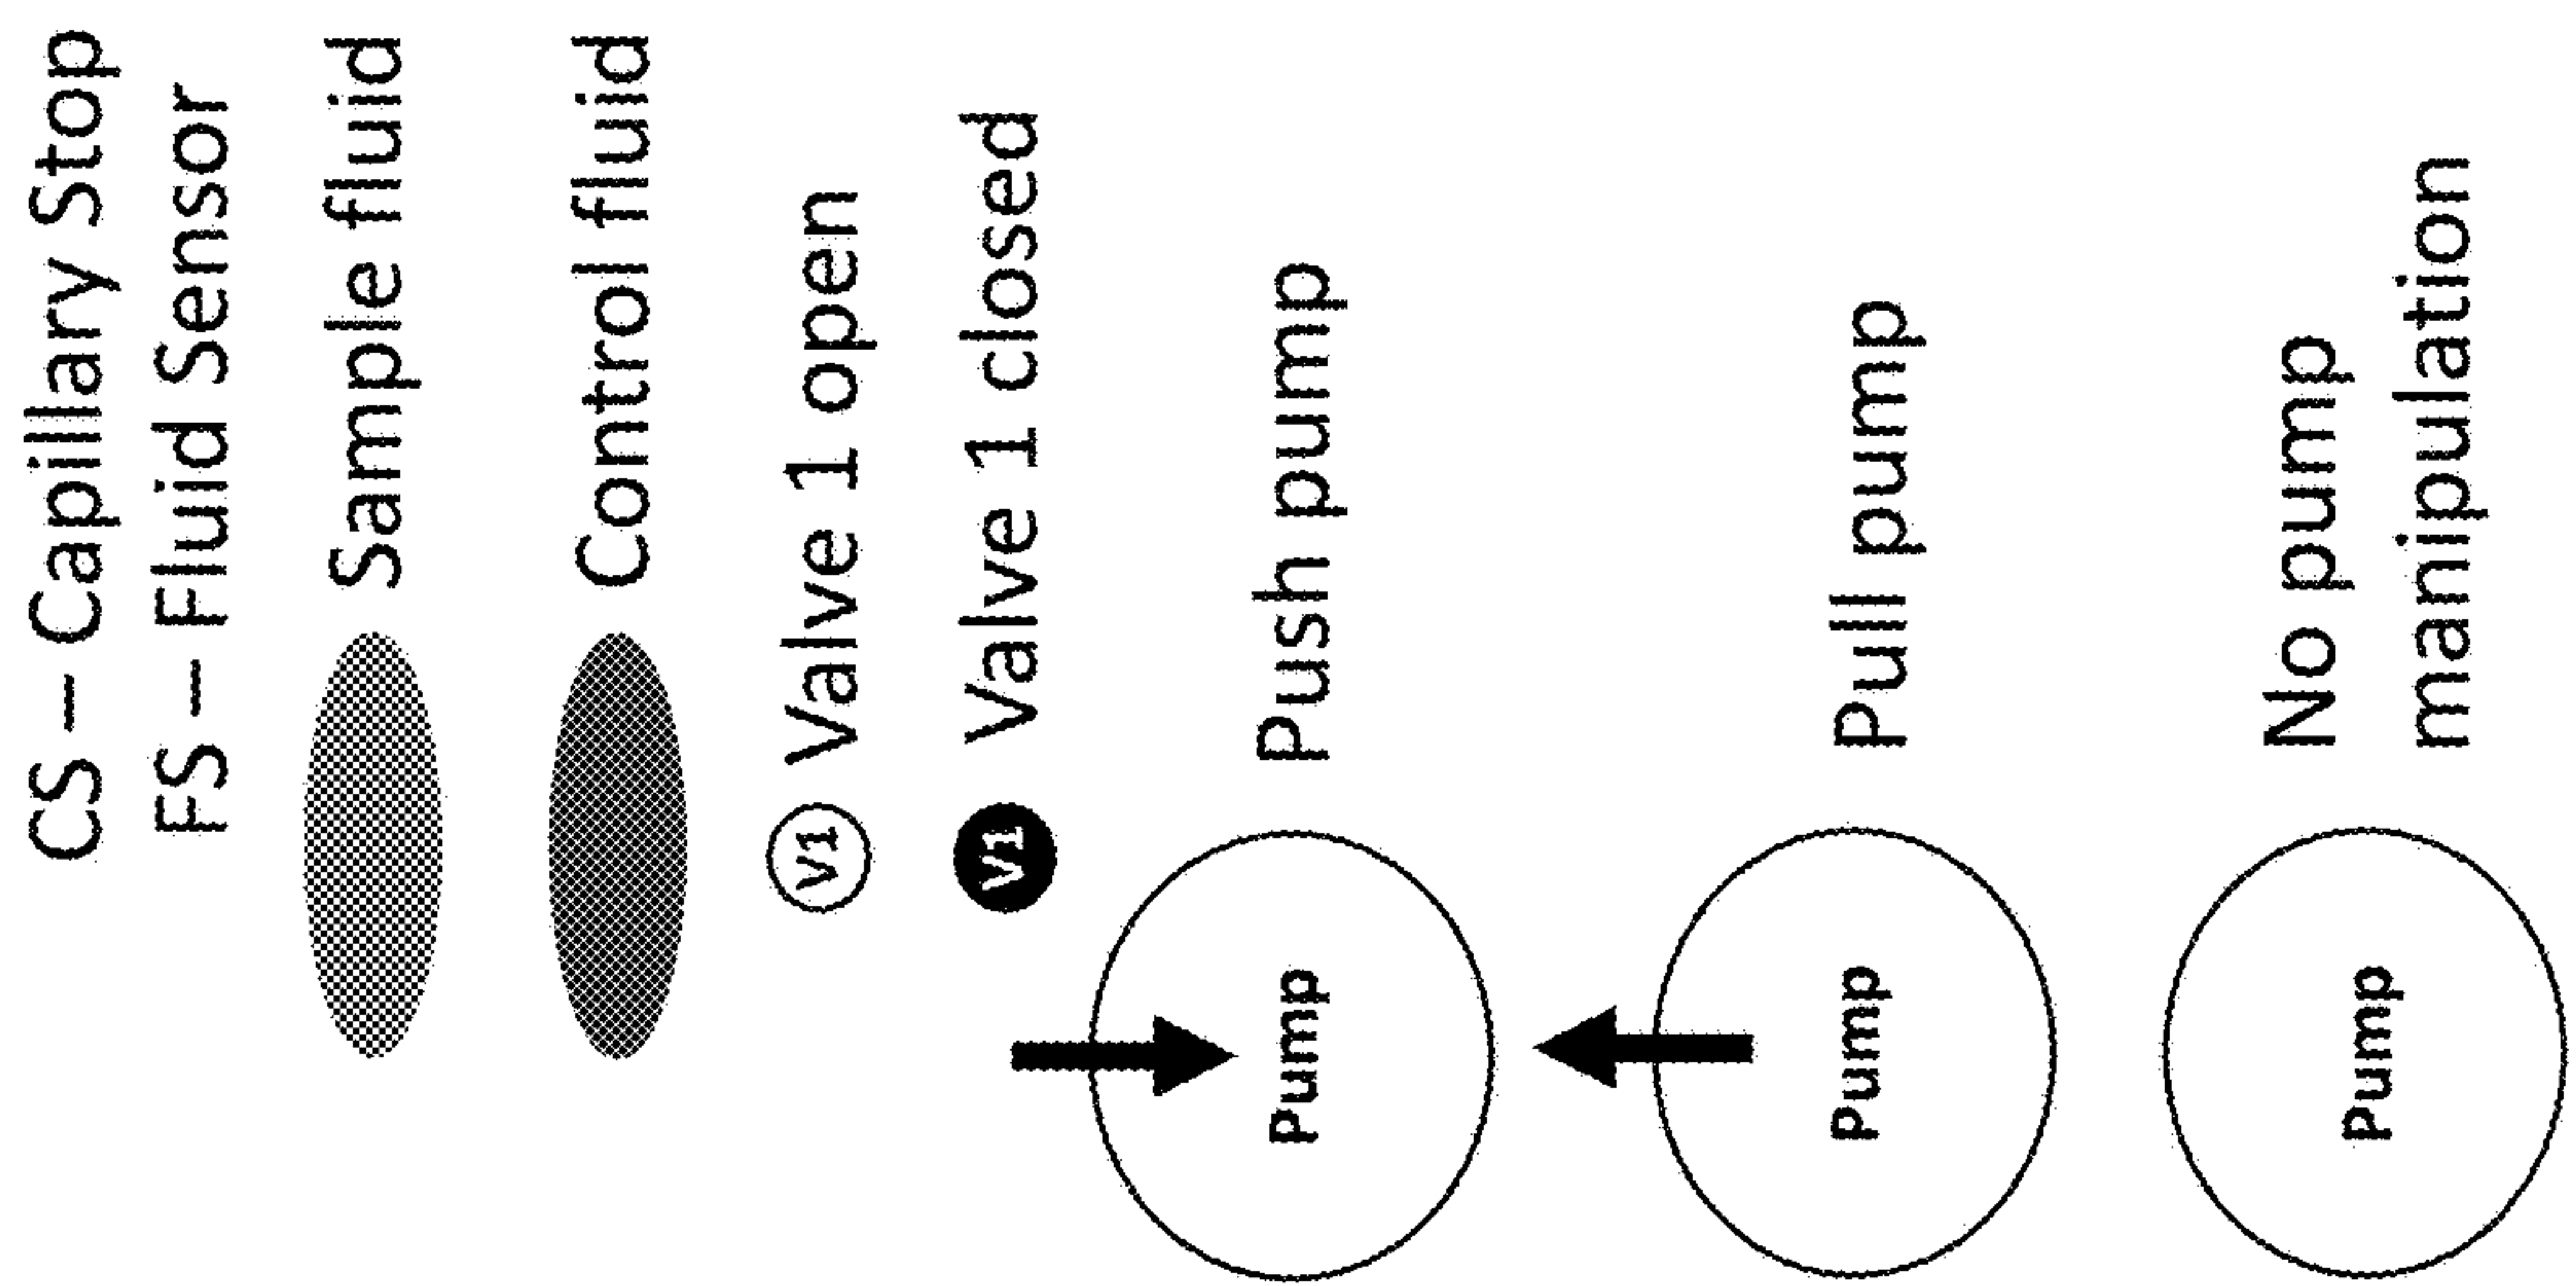 CS – Capillary Stop
FS – Fluid Sensor
Sample fluid
Control fluid
V1 Valve 1 open
V1 Valve 1 closed
Pump Push pump
Pump Pull pump
Pump No pump
manipulation